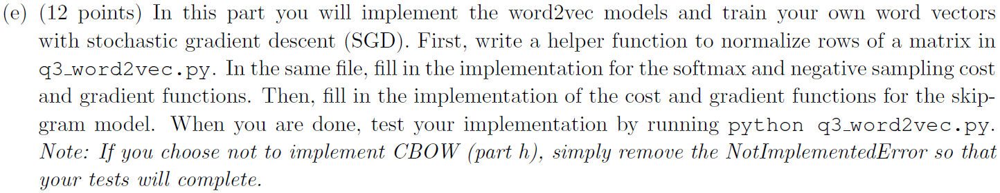 (e) (12 points) In this part you will implement the word2vec models and train your own word vectors
with stochastic gradient descent (SGD). First, write a helper function to normalize rows of a matrix in
q3_word2vec.py. In the same file, fill in the implementation for the softmax and negative sampling cost
and gradient functions. Then, fill in the implementation of the cost and gradient functions for the skip-
gram model. When you are done, test your implementation by running python q3_word2vec.py.
Note: If you choose not to implement CBOW (part h), simply remove the NotImplementedError so that
your tests will complete.